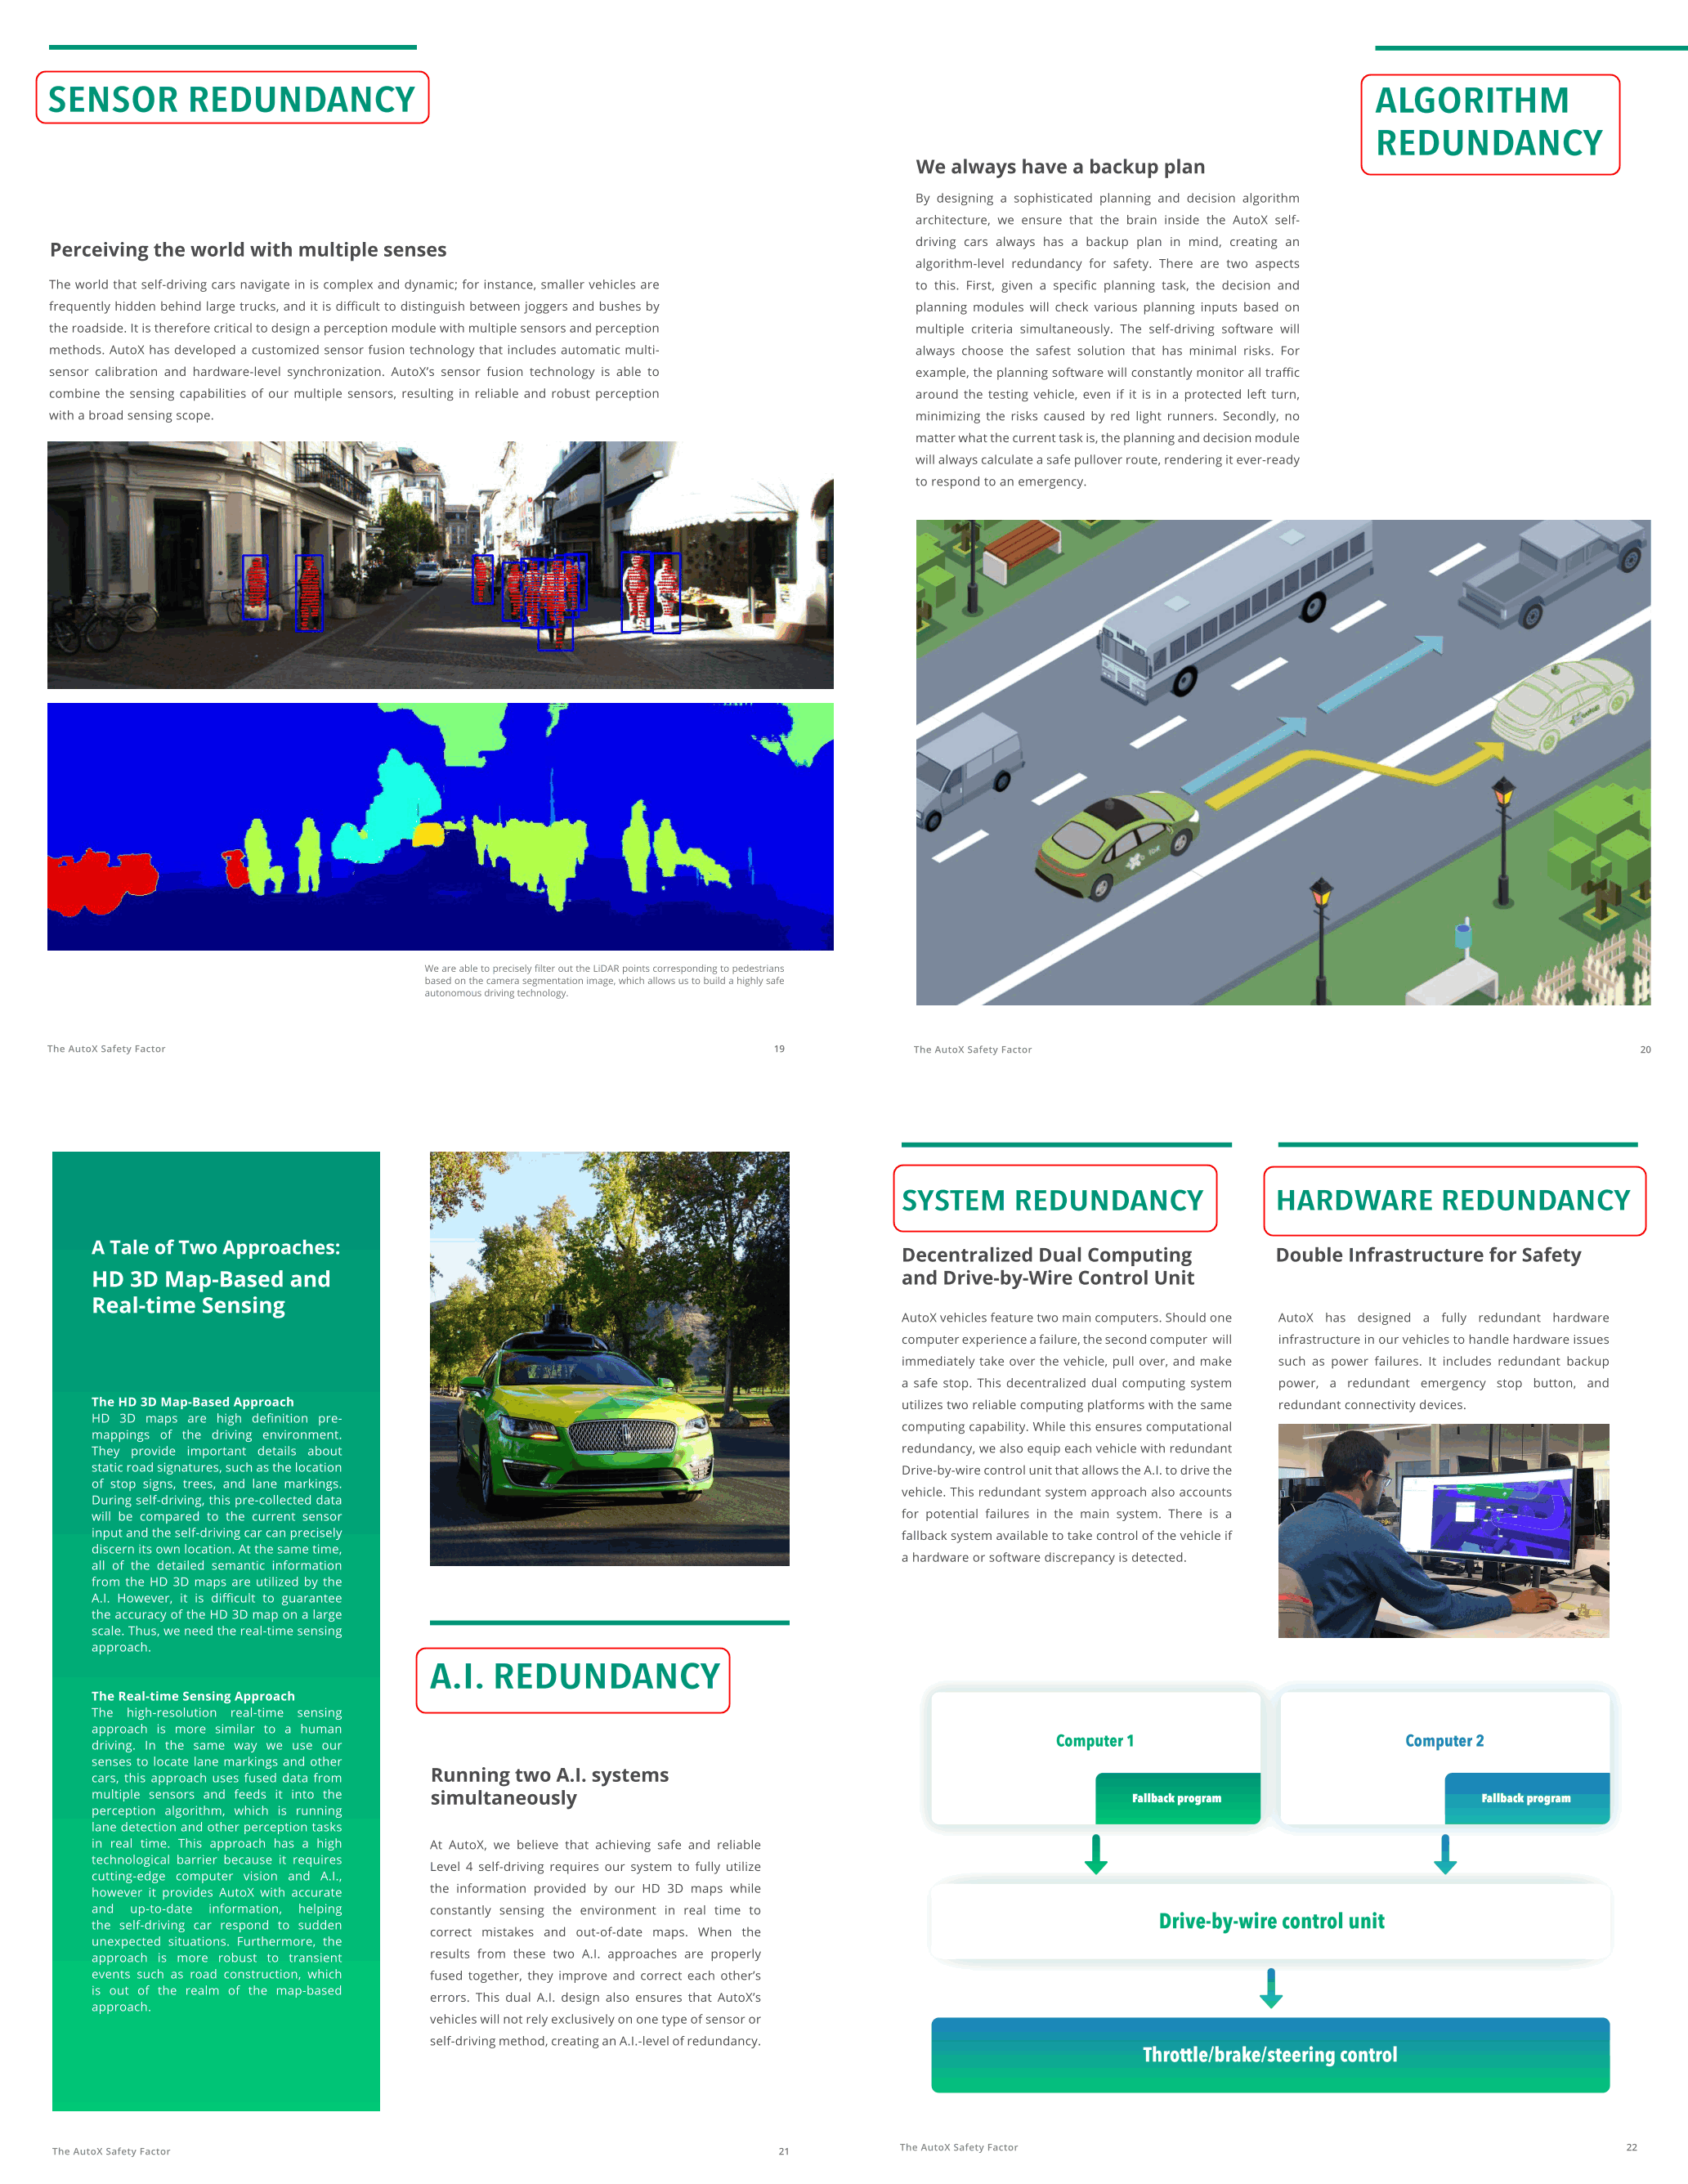 SENSOR REDUNDANCY
Perceiving the world with multiple senses
The world that self-driving cars navigate in is complex and dynamic; for instance, smaller vehicles are
frequently hidden behind large trucks, and it is difficult to distinguish between joggers and bushes by
the roadside. It is therefore critical to design a perception module with multiple sensors and perception
methods. AutoX has developed a customized sensor fusion technology that includes automatic multi-
sensor calibration and hardware-level synchronization. AutoX's sensor fusion technology is able to
combine the sensing capabilities of our multiple sensors, resulting in reliable and robust perception
with a broad sensing scope.
We are able to precisely filter out the LiDAR points corresponding to pedestrians
based on the camera segmentation image, which allows us to build a highly safe
autonomous driving technology.
The AutoX Safety Factor
19
ALGORITHM
REDUNDANCY
We always have a backup plan
By designing a sophisticated planning and decision algorithm
architecture, we ensure that the brain inside the AutoX self-
driving cars always has a backup plan in mind, creating an
algorithm-level redundancy for safety. There are two aspects
to this. First, given a specific planning task, the decision and
planning modules will check various planning inputs based on
multiple criteria simultaneously. The self-driving software will
always choose the safest solution that has minimal risks. For
example, the planning software will constantly monitor all traffic
around the testing vehicle, even if it is in a protected left turn,
minimizing the risks caused by red light runners. Secondly, no
matter what the current task is, the planning and decision module
will always calculate a safe pullover route, rendering it ever-ready
to respond to an emergency.
The AutoX Safety Factor
20
A Tale of Two Approaches:
HD 3D Map-Based and
Real-time Sensing
The HD 3D Map-Based Approach
HD 3D maps are high definition pre-
mappings of the driving environment.
They provide important details about
static road signatures, such as the location
of stop signs, trees, and lane markings.
During self-driving, this pre-collected data
will be compared to the current sensor
input and the self-driving car can precisely
discern its own location. At the same time,
all of the detailed semantic information
from the HD 3D maps are utilized by the
A.I. However, it is difficult to guarantee
the accuracy of the HD 3D map on a large
scale. Thus, we need the real-time sensing
approach.
The Real-time Sensing Approach
The high-resolution real-time sensing
approach is more similar to a human
driving. In the same way we use our
senses to locate lane markings and other
cars, this approach uses fused data from
multiple sensors and feeds it into the
perception algorithm, which is running
lane detection and other perception tasks
in real time. This approach has a high
technological barrier because it requires
cutting-edge computer vision and A.I.,
however it provides AutoX with accurate
and up-to-date information, helping
the self-driving car respond to sudden
unexpected situations. Furthermore, the
approach is more robust to transient
events such as road construction, which
is out of the realm of the map-based
approach.
A.I. REDUNDANCY
Running two A.I. systems
simultaneously
At AutoX, we believe that achieving safe and reliable
Level 4 self-driving requires our system to fully utilize
the information provided by our HD 3D maps while
constantly sensing the environment in real time to
correct mistakes and out-of-date maps. When the
results from these two A.I. approaches are properly
fused together, they improve and correct each other's
errors. This dual A.I. design also ensures that AutoX's
vehicles will not rely exclusively on one type of sensor or
self-driving method, creating an A.I.-level of redundancy.
The AutoX Safety Factor
21
SYSTEM REDUNDANCY
Decentralized Dual Computing
and Drive-by-Wire Control Unit
AutoX vehicles feature two main computers. Should one
computer experience a failure, the second computer will
immediately take over the vehicle, pull over, and make
a safe stop. This decentralized dual computing system
utilizes two reliable computing platforms with the same
computing capability. While this ensures computational
redundancy, we also equip each vehicle with redundant
Drive-by-wire control unit that allows the A.I. to drive the
vehicle. This redundant system approach also accounts
for potential failures in the main system. There is a
fallback system available to take control of the vehicle if
a hardware or software discrepancy is detected.
HARDWARE REDUNDANCY
Double Infrastructure for Safety
AutoX has designed a fully redundant hardware
infrastructure in our vehicles to handle hardware issues
such as power failures. It includes redundant backup
power, a redundant emergency stop button, and
redundant connectivity devices.
Computer 1
Fallback program
Computer 2
Fallback program
Drive-by-wire control unit
Throttle/brake/steering control
The AutoX Safety Factor
22